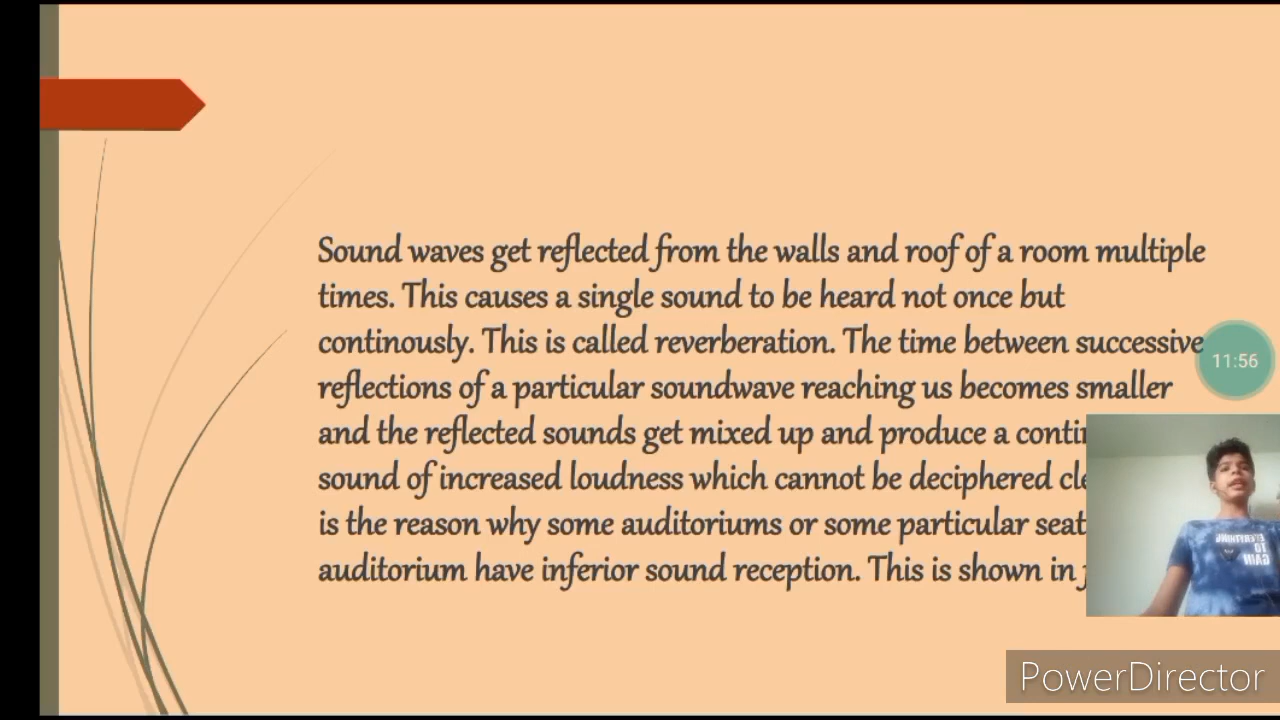 Sound waves get reflected from the walls and roof of a room multiple
times. This causes a single sound to be heard not once but
continously. This is called reverberation. The time between successive
reflections of a particular soundwave reaching us becomes smaller
and the reflected sounds get mixed up and produce a
sound of increased loudness which cannot be deciphered
is the reason why some auditoriums or some particular
auditorium have inferior sound reception. This is shown in
11:56
EVERYTHING
TO
GAIN
PowerDirector